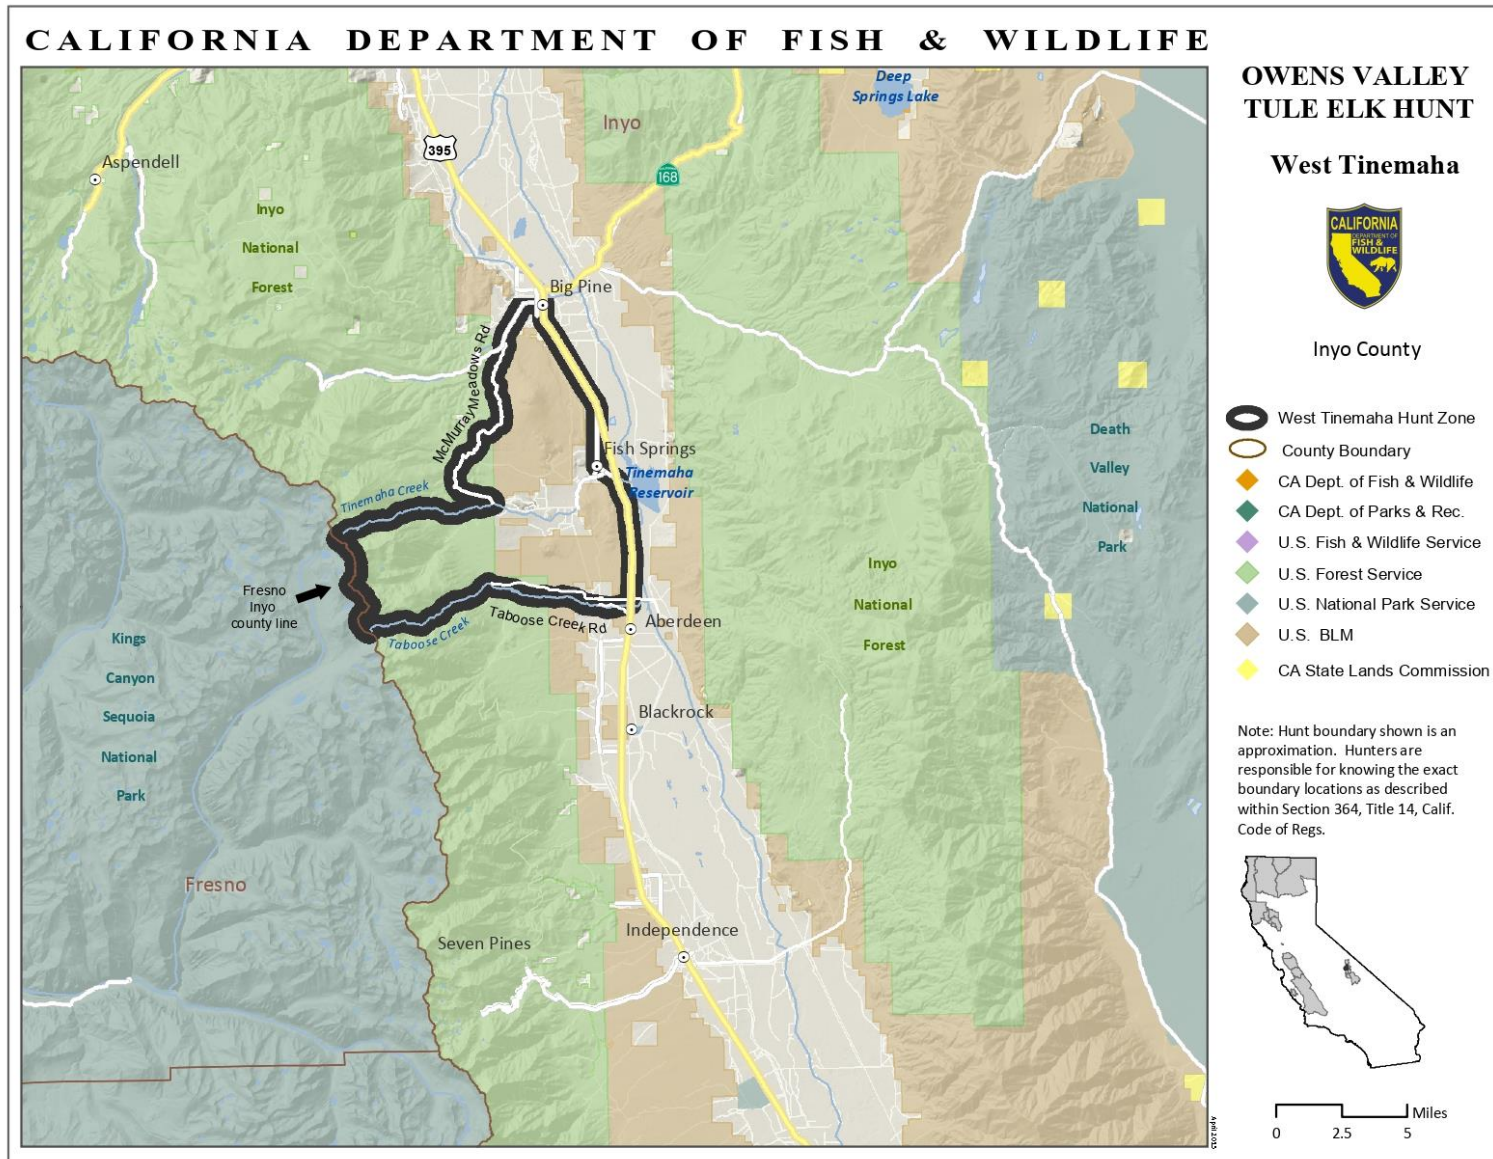 CALIFORNIA DEPARTMENT OF FISH & WILDLIFE
OWENS VALLEY
TULE ELK HUNT
West Tinemaha
CALIFORNIA
DEPARTMENT OF
FISH &
WILDLIFE
Inyo County
West Tinemaha Hunt Zone
County Boundary
CA Dept. of Fish & Wildlife
CA Dept. of Parks & Rec.
U.S. Fish & Wildlife Service
U.S. Forest Service
U.S. National Park Service
U.S. BLM
CA State Lands Commission
Note: Hunt boundary shown is an
approximation. Hunters are
responsible for knowing the exact
boundary locations as described
within Section 364, Title 14, Calif.
Code of Regs.
Miles
0 2.5 5
April 2015
Deep
Springs Lake
Inyo
395
168
Aspendell
Inyo
National
Forest
Big Pine
McMurray Meadows Rd
Fish Springs
Tinemaha
Reservoir
Tinemaha Creek
Fresno
Inyo
county line
Taboose Creek
Taboose Creek Rd
Aberdeen
Blackrock
Kings
Canyon
Sequoia
National
Park
Fresno
Seven Pines
Independence
Inyo
National
Forest
Death
Valley
National
Park